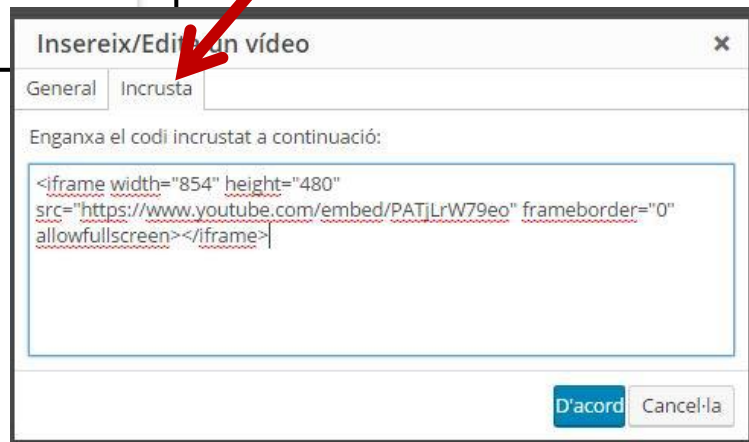 Insereix/Edita un vídeo ×
General Incrusta
Enganxa el codi incrustat a continuació:
<iframe width="854" height="480"
src="https://www.youtube.com/embed/PATjLrW79eo" frameborder="0"
allowfullscreen></iframe>
D'acord Cancel·la